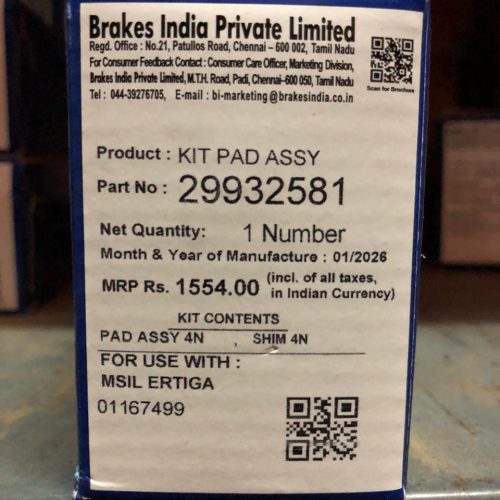 Brakes India Private Limited
Regd. Office : No.21, Patullos Road, Chennai – 600 002, Tamil Nadu
For Consumer Feedback Contact : Consumer Care Officer, Marketing Division,
Brakes India Private Limited, M.T.H. Road, Padi, Chennai–600 050, Tamil Nadu
Tel : 044-39276705, E-mail : bi-marketing@brakesindia.co.in
Scan for Brochure
Product : KIT PAD ASSY
Part No : 29932581
Net Quantity: 1 Number
Month & Year of Manufacture : 01/2026
MRP Rs. 1554.00 (incl. of all taxes, in Indian Currency)
KIT CONTENTS
PAD ASSY 4N , SHIM 4N
FOR USE WITH :
MSIL ERTIGA
01167499